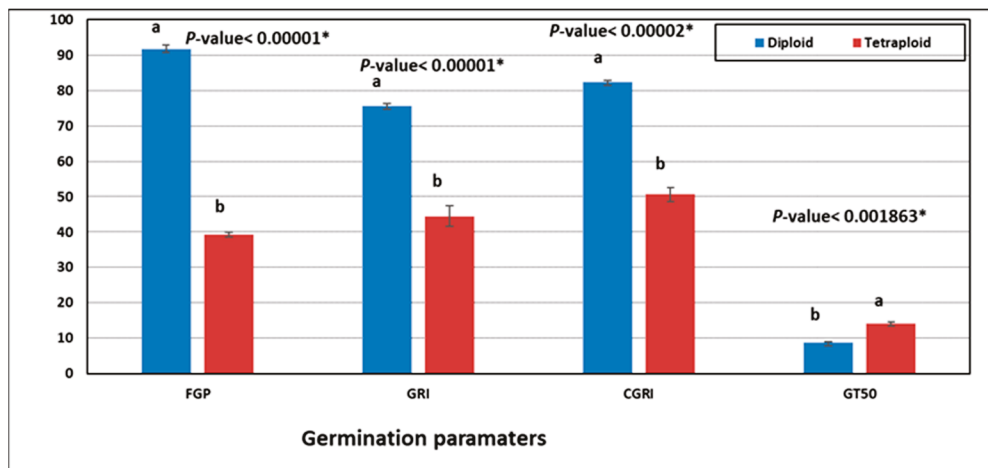 100
90
80
70
60
50
40
30
20
10
0
a
P-value< 0.00001*
b
P-value< 0.00001*
a
b
P-value< 0.00002*
a
b
P-value< 0.001863*
b
a
Diploid
Tetraploid
FGP
GRI
CGRI
GT50
Germination paramaters